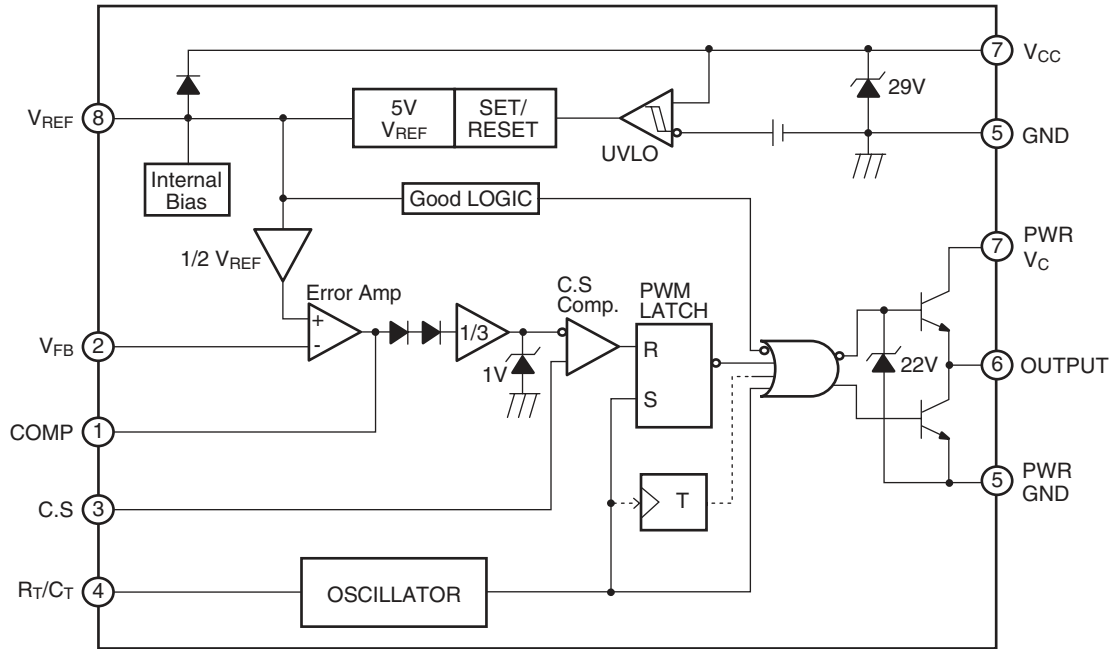 7 VCC
29V
VREF 8
5V VREF
SET/ RESET
UVLO
5 GND
Internal Bias
Good LOGIC
1/2 VREF
7 PWR VC
Error Amp
+
-
1/3
C.S Comp.
PWM LATCH
VFB 2
1V
R
S
22V
6 OUTPUT
COMP 1
C.S 3
T
5 PWR GND
RT/CT 4
OSCILLATOR